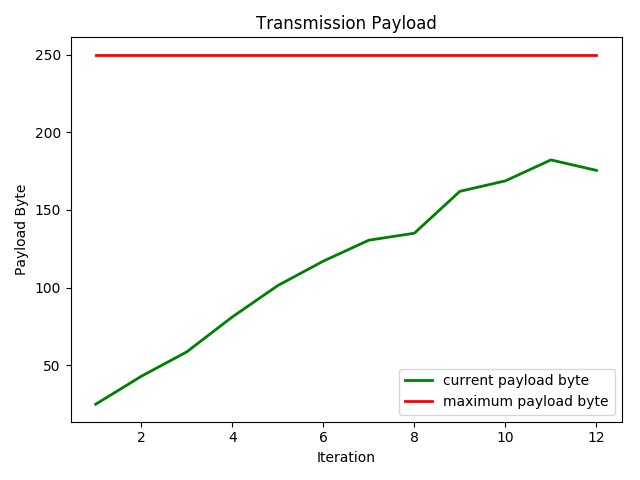 Transmission Payload
250
200
150
100
50
Payload Byte
2
4
6
8
10
12
Iteration
current payload byte
maximum payload byte